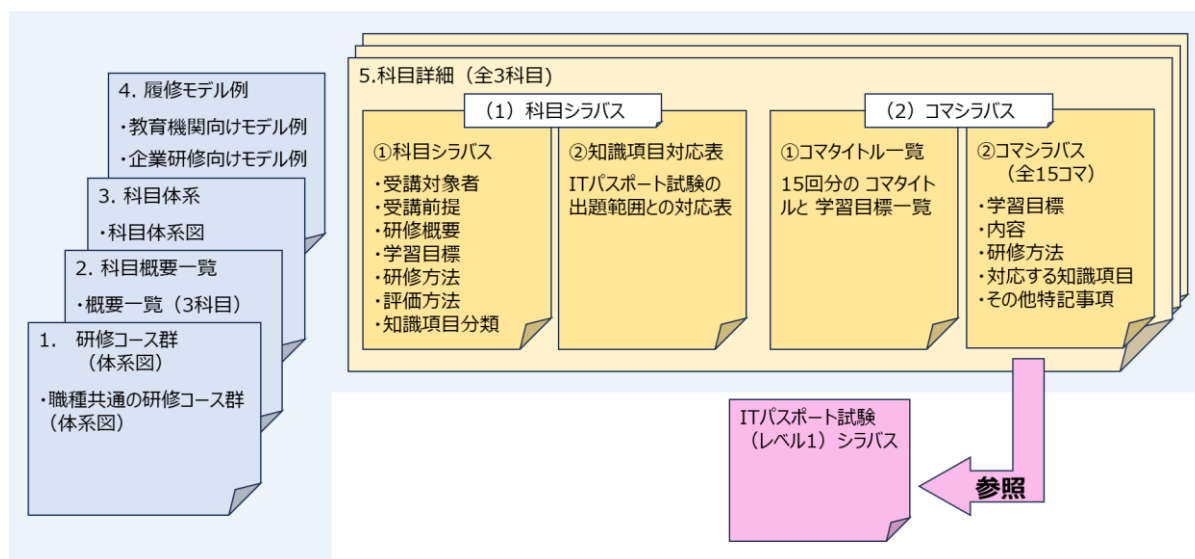 4. 履修モデル例
・教育機関向けモデル例
・企業研修向けモデル例
3. 科目体系
・科目体系図
2. 科目概要一覧
・概要一覧（3科目）
1. 研修コース群
（体系図）
・職種共通の研修コース群
（体系図）
5.科目詳細（全3科目)
（1）科目シラバス
①科目シラバス
・受講対象者
・受講前提
・研修概要
・学習目標
・研修方法
・評価方法
・知識項目分類
②知識項目対応表
ITパスポート試験の
出題範囲との対応表
（2）コマシラバス
①コマタイトル一覧
15回分の コマタイト
ルと 学習目標一覧
②コマシラバス
（全15コマ）
・学習目標
・内容
・研修方法
・対応する知識項目
・その他特記事項
ITパスポート試験
（レベル1）シラバス
参照